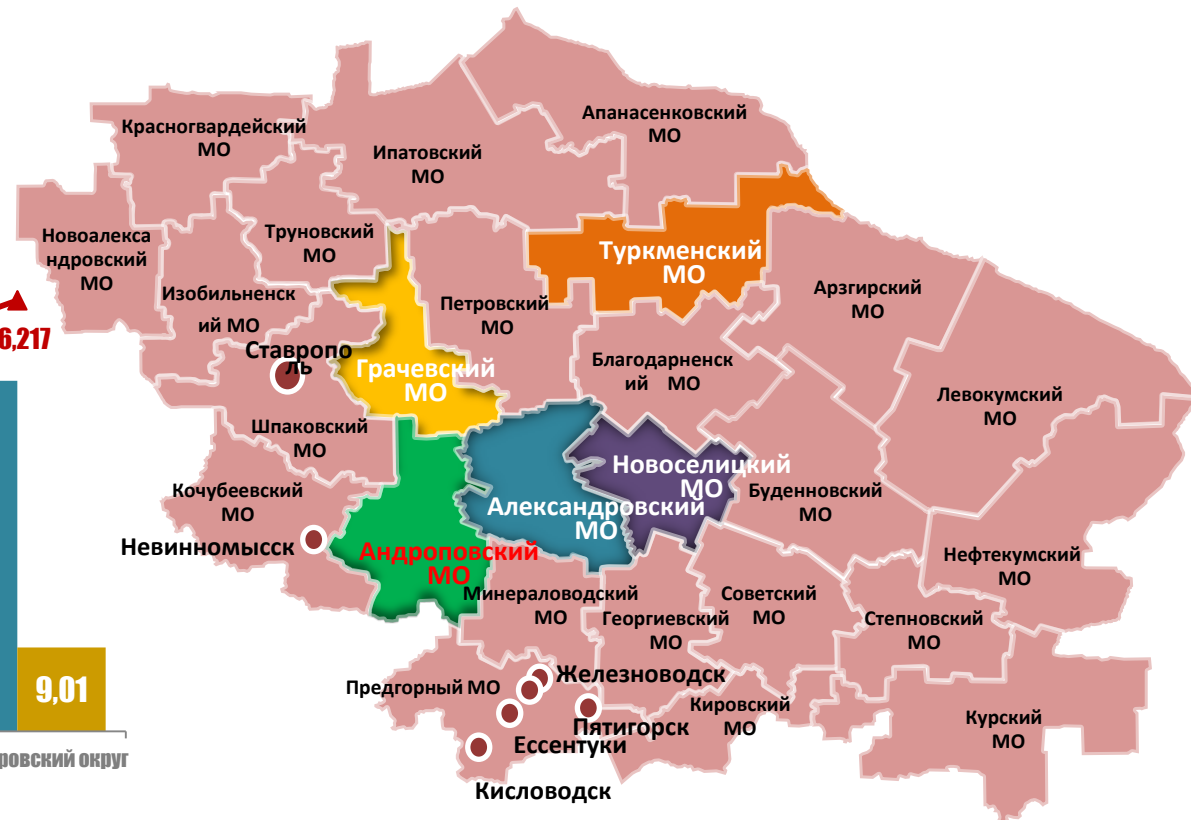 Апанасенковский
МО
Красногвардейский
МО
Ипатовский
МО
Новоалекса
ндровский
МО
Труновский
МО
Туркменский
МО
Изобильненск
ий МО
Петровский
МО
Арзгирский
МО
6,217
Ставропо
ль
Грачевский
МО
Благодарненск
ий МО
Левокумский
МО
Шпаковский
МО
Новоселицкий
МО
Кочубеевский
МО
Александровский
МО
Буденновский
МО
Невинномысск
Андроповский
МО
Нефтекумский
МО
Минераловодский
МО
Георгиевский
МО
Советский
МО
Степновский
МО
9,01
Предгорный МО
Железноводск
Кировский
МО
Пятигорск
Курский
МО
Ессентуки
ровский округ
Кисловодск